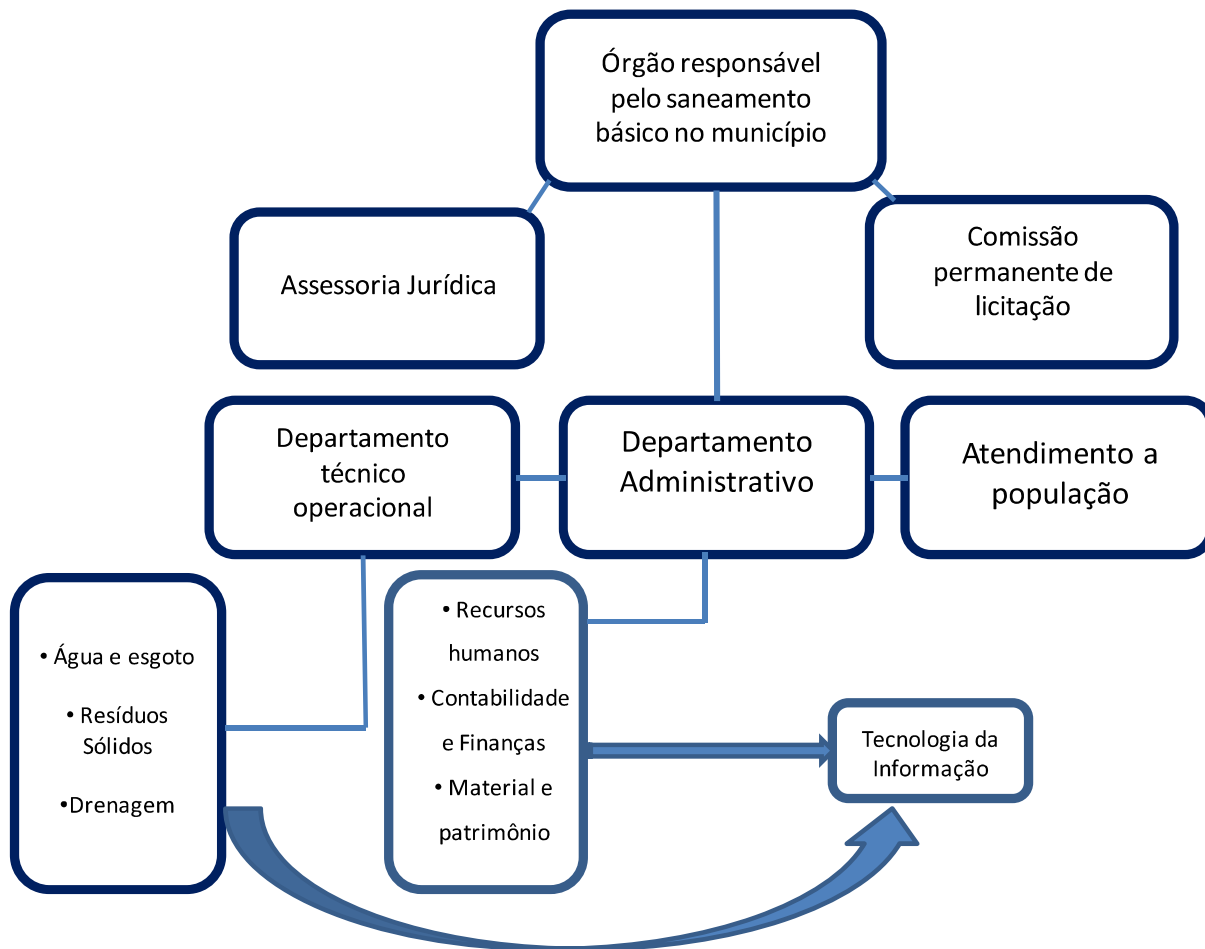 Órgão responsável
pelo saneamento
básico no município
Assessoria Jurídica
Comissão
permanente de
licitação
Departamento
técnico
operacional
Departamento
Administrativo
Atendimento a
população
• Água e esgoto
• Resíduos
Sólidos
•Drenagem
• Recursos
humanos
• Contabilidade
e Finanças
• Material e
patrimônio
Tecnologia da
Informação